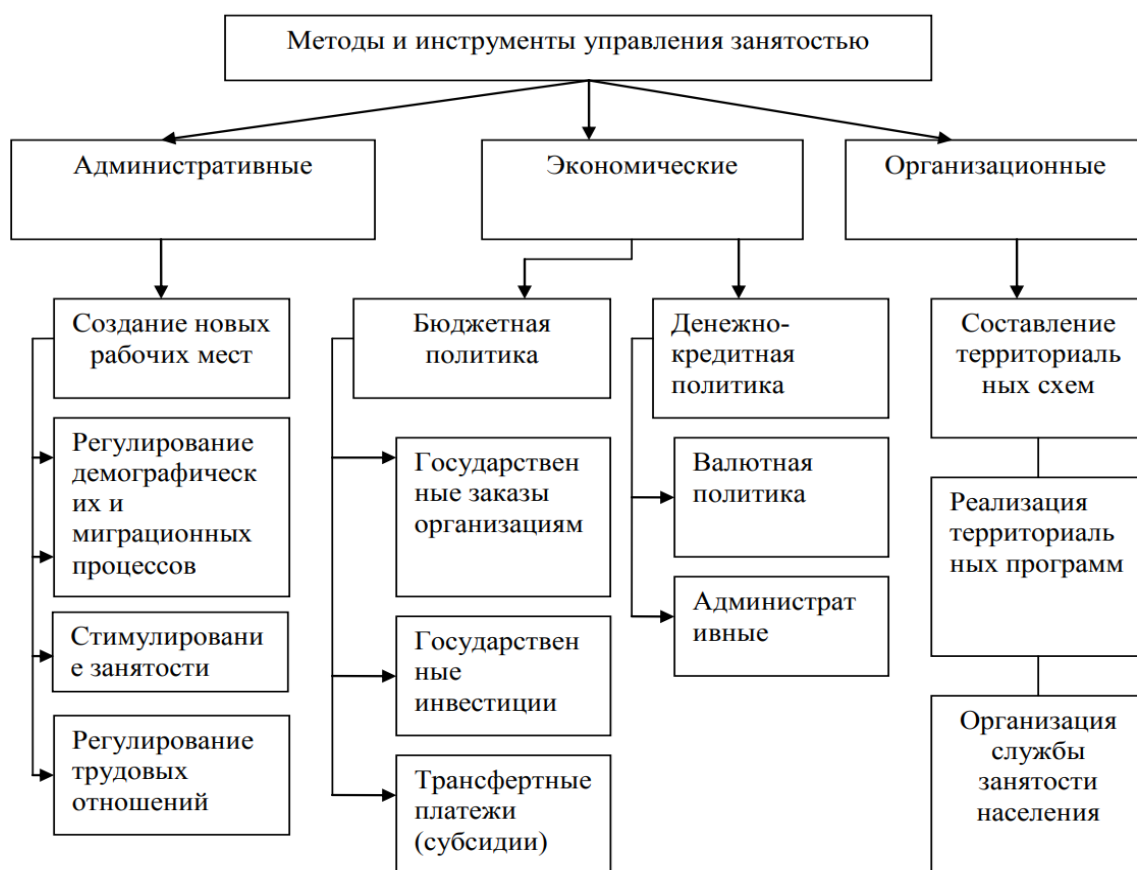 Методы и инструменты управления занятостью
Административные
Экономические
Организационные
Создание новых
рабочих мест
Бюджетная
политика
Денежно-
кредитная
политика
Составление
территориаль
ных схем
Регулирование
демографическ
их и
миграционных
процессов
Государствен
ные заказы
организациям
Валютная
политика
Реализация
территориаль
ных программ
Стимулировани
е занятости
Государствен
ные
инвестиции
Административ
ивные
Регулирование
трудовых
отношений
Трансфертные
платежи
(субсидии)
Организация
службы
занятости
населения